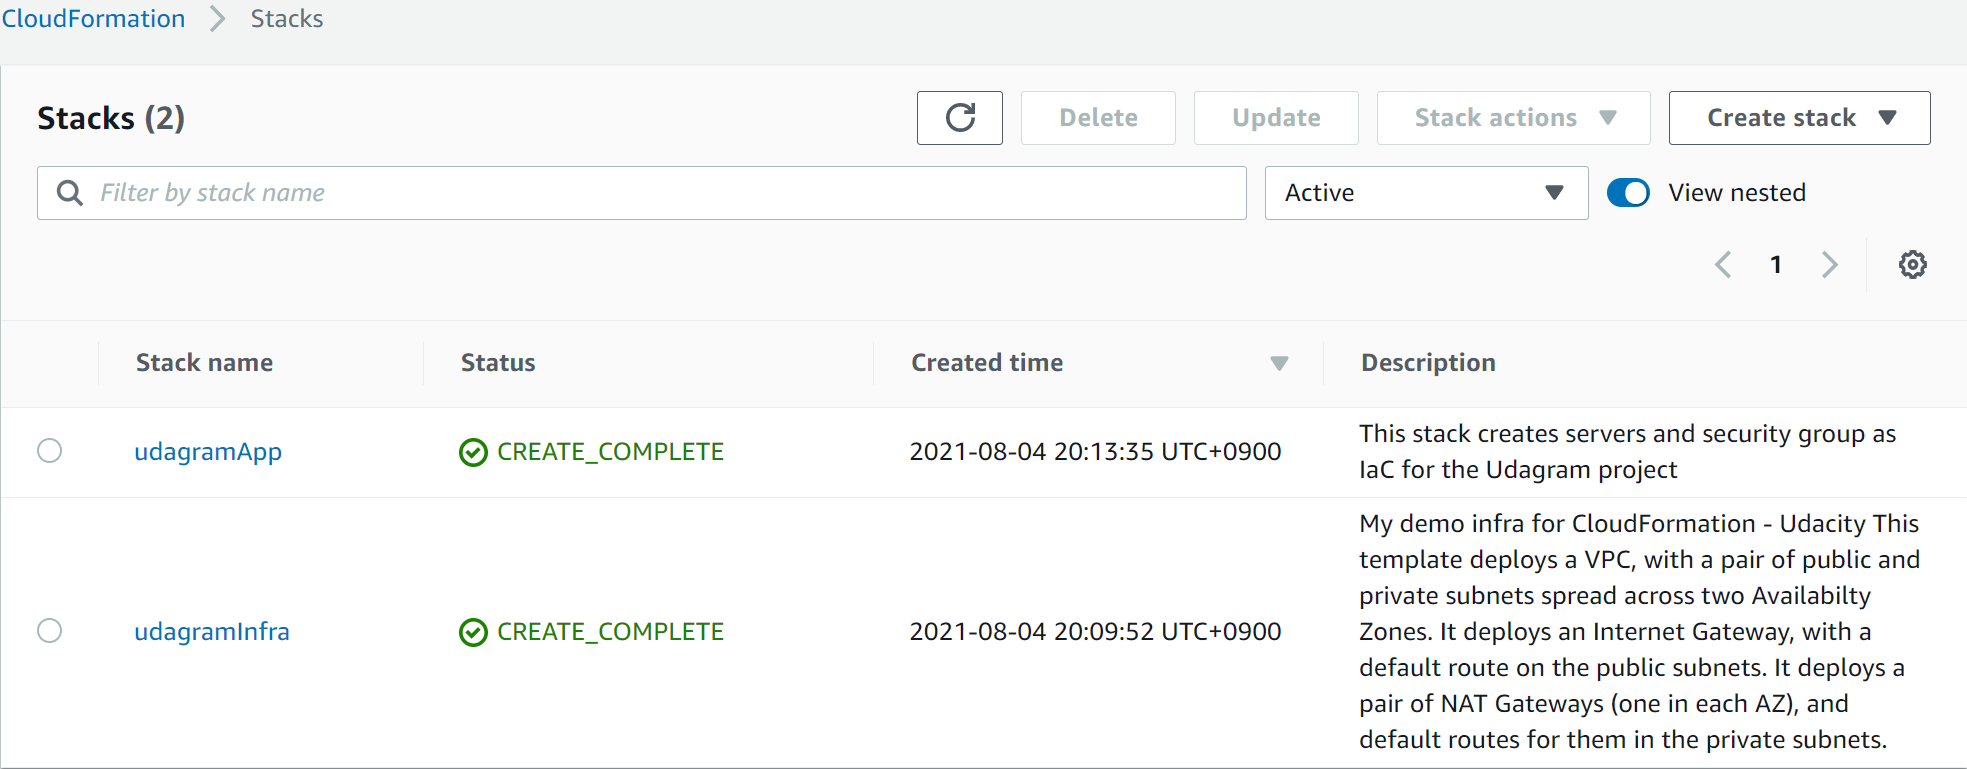 CloudFormation > Stacks
Stacks (2)
Delete
Update
Stack actions
Create stack
Filter by stack name
Active
View nested
1
Stack name
Status
Created time
Description
udagramApp
CREATE_COMPLETE
2021-08-04 20:13:35 UTC+0900
This stack creates servers and security group as
IaC for the Udagram project
udagramInfra
CREATE_COMPLETE
2021-08-04 20:09:52 UTC+0900
My demo infra for CloudFormation - Udacity This
template deploys a VPC, with a pair of public and
private subnets spread across two Availabilty
Zones. It deploys an Internet Gateway, with a
default route on the public subnets. It deploys a
pair of NAT Gateways (one in each AZ), and
default routes for them in the private subnets.